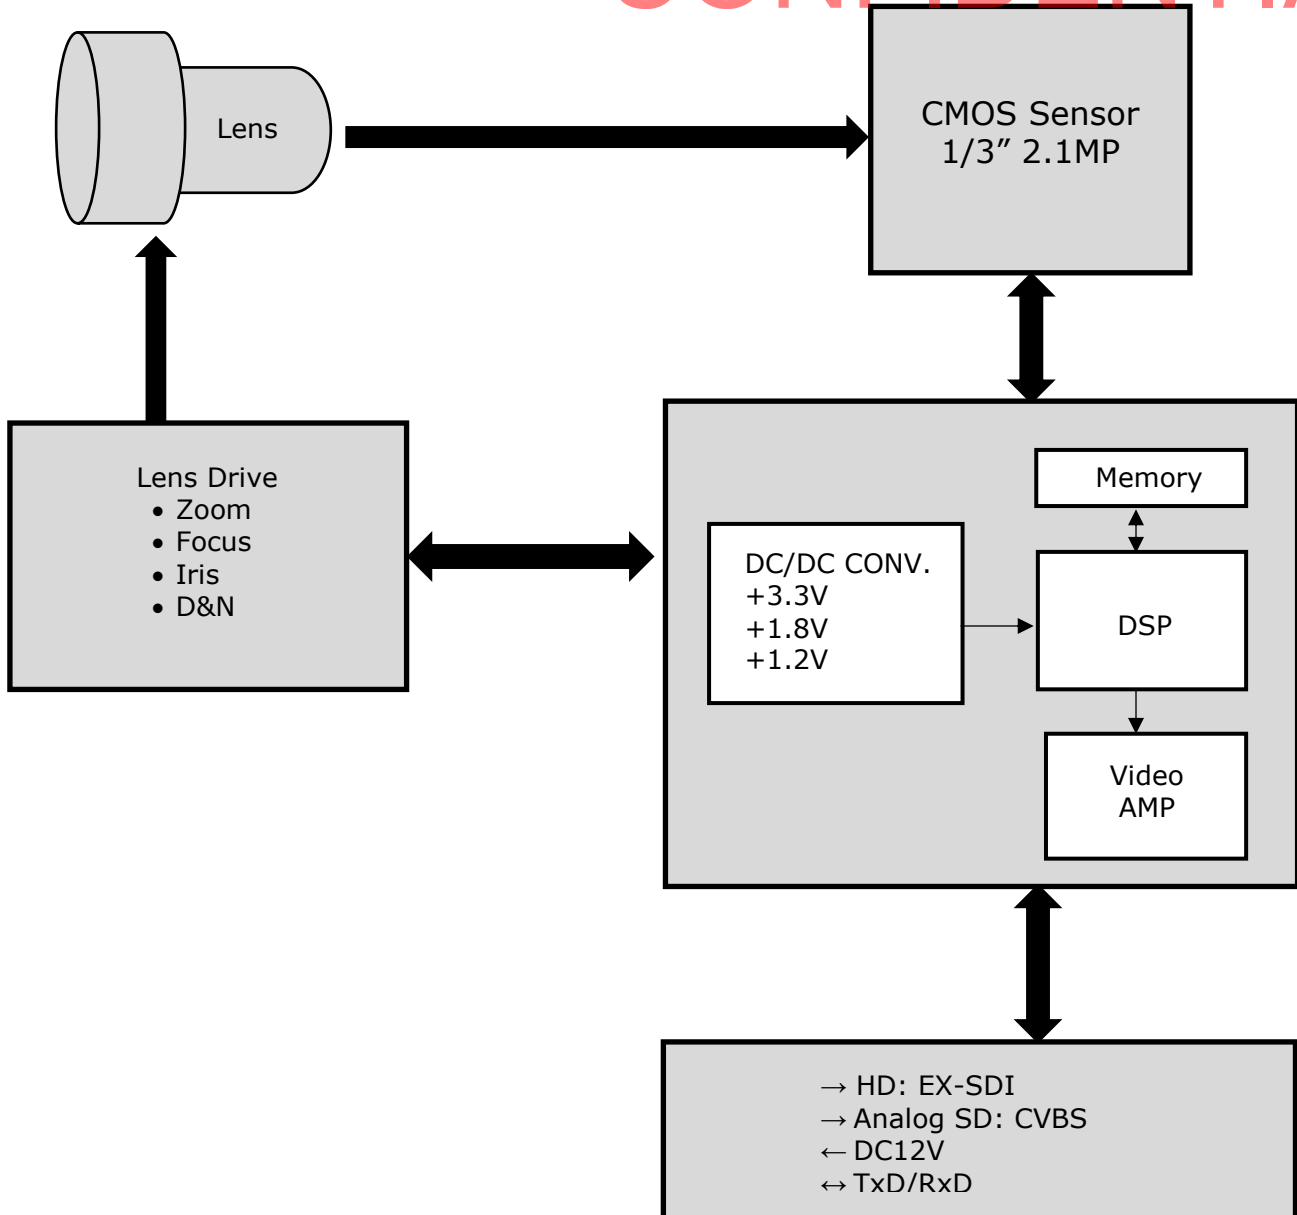 CONFIDENTIA
Lens
CMOS Sensor
1/3” 2.1MP
Lens Drive
• Zoom
• Focus
• Iris
• D&N
Memory
DC/DC CONV.
+3.3V
+1.8V
+1.2V
DSP
Video
AMP
→ HD: EX-SDI
→ Analog SD: CVBS
← DC12V
↔ TxD/RxD